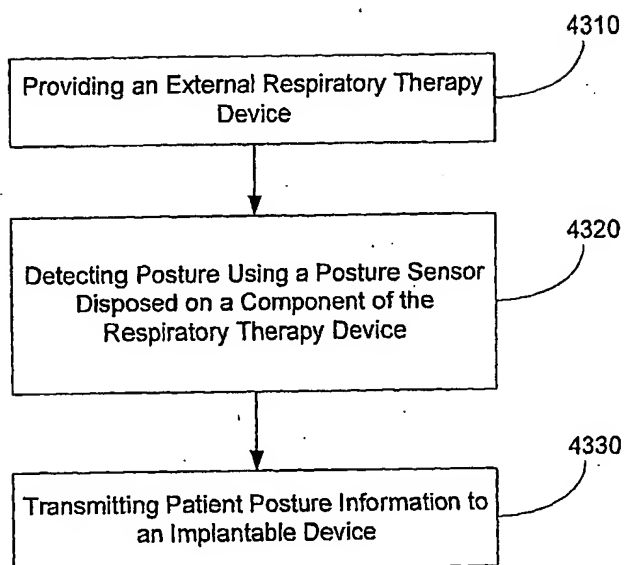 4310
Providing an External Respiratory Therapy
Device
4320
Detecting Posture Using a Posture Sensor
Disposed on a Component of the
Respiratory Therapy Device
4330
Transmitting Patient Posture Information to
an Implantable Device